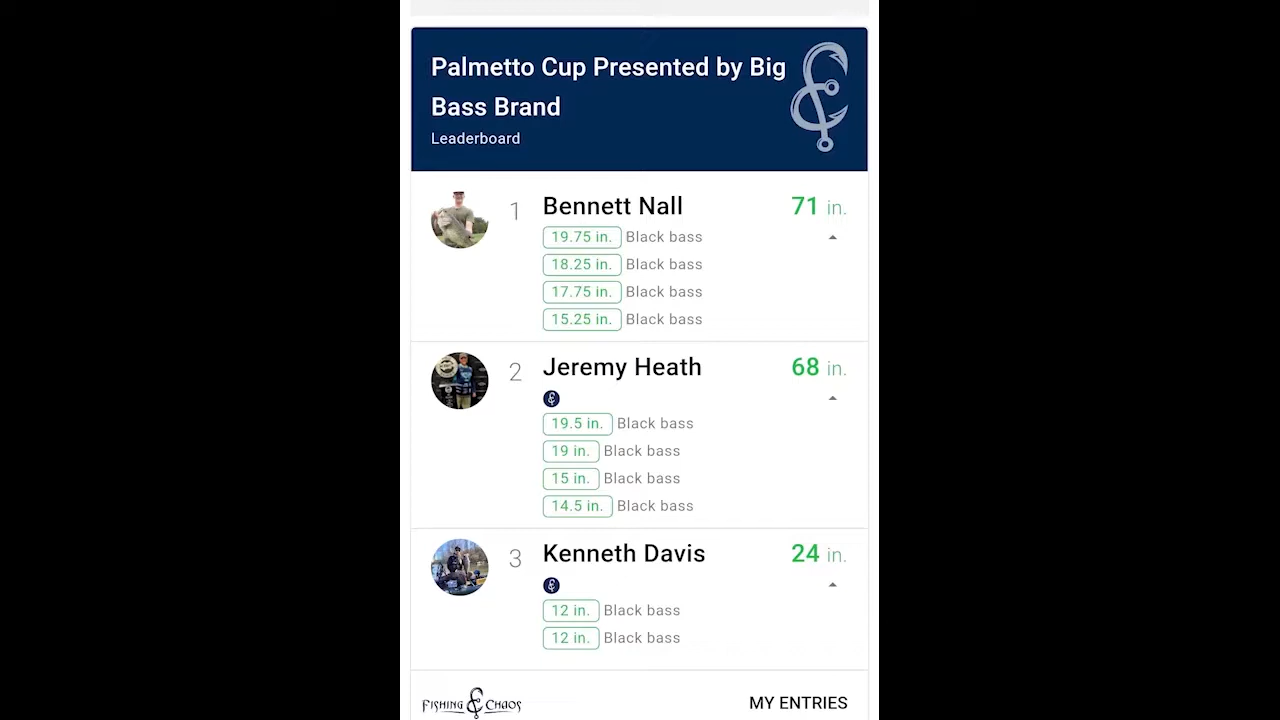 Palmetto Cup Presented by Big
Bass Brand
Leaderboard
1 Bennett Nall 71 in.
19.75 in. Black bass
18.25 in. Black bass
17.75 in. Black bass
15.25 in. Black bass
2 Jeremy Heath 68 in.
19.5 in. Black bass
19 in. Black bass
15 in. Black bass
14.5 in. Black bass
3 Kenneth Davis 24 in.
12 in. Black bass
12 in. Black bass
FISHING & CHAOS MY ENTRIES